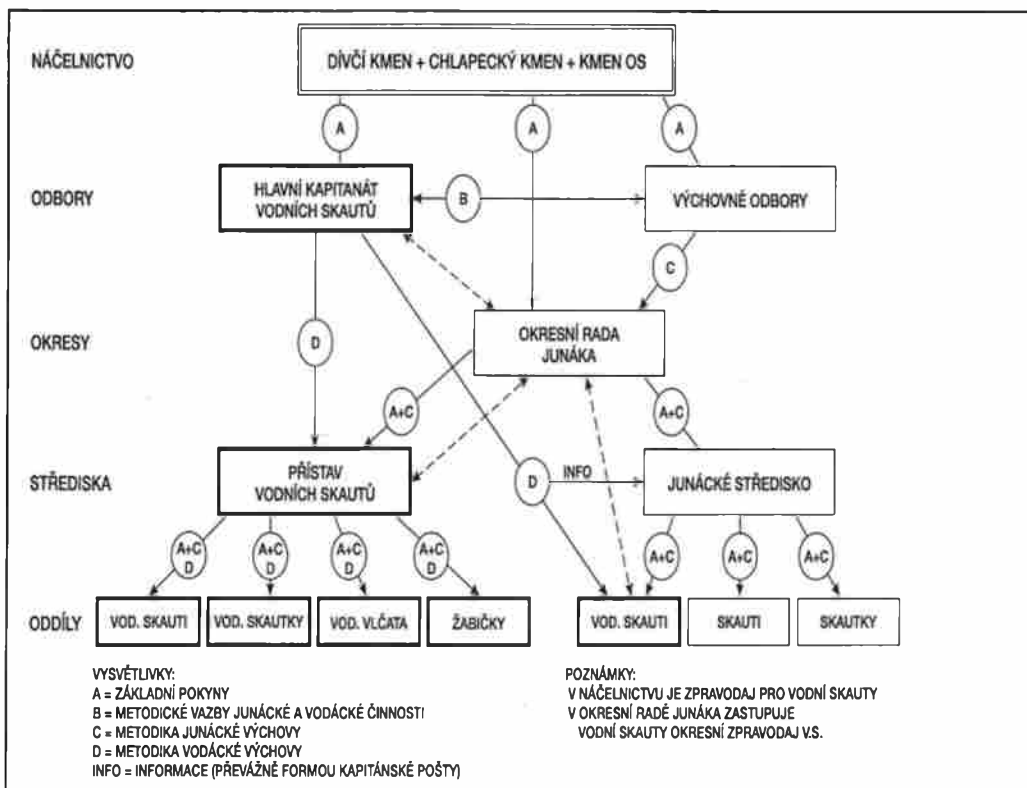 NÁČELNICTVO
DÍVČÍ KMEN + CHLAPECKÝ KMEN + KMEN OS
A
A
A
ODBORY
HLAVNÍ KAPITANÁT
VODNÍCH SKAUTŮ
B
VÝCHOVNÉ ODBORY
C
OKRESY
D
OKRESNÍ RADA
JUNÁKA
A+C
A+C
STŘEDISKA
PŘÍSTAV
VODNÍCH SKAUTŮ
D
INFO
JUNÁCKÉ STŘEDISKO
A+C
D
A+C
D
A+C
D
A+C
D
A+C
A+C
A+C
ODDÍLY
VOD. SKAUTI
VOD. SKAUTKY
VOD. VLČATA
ŽABIČKY
VOD. SKAUTI
SKAUTI
SKAUTKY
VYSVĚTLIVKY:
A = ZÁKLADNÍ POKYNY
B = METODICKÉ VAZBY JUNÁCKÉ A VODÁCKÉ ČINNOSTI
C = METODIKA JUNÁCKÉ VÝCHOVY
D = METODIKA VODÁCKÉ VÝCHOVY
INFO = INFORMACE (PŘEVÁŽNĚ FORMOU KAPITÁNSKÉ POŠTY)
POZNÁMKY:
V NÁČELNICTVU JE ZPRAVODAJ PRO VODNÍ SKAUTY
V OKRESNÍ RADĚ JUNÁKA ZASTUPUJE
VODNÍ SKAUTY OKRESNÍ ZPRAVODAJ V.S.